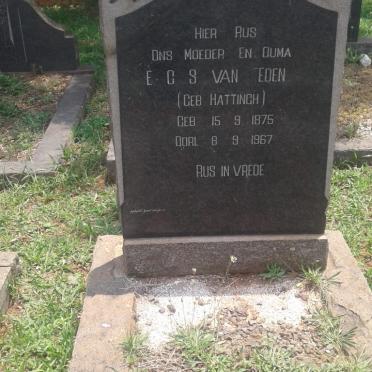 HIER RUS
ONS MOEDER EN OUMA
E C S VAN EDEN
(GEB HATTINGH)
GEB 15 9 1875
OORL 8 9 1967
RUS IN VREDE